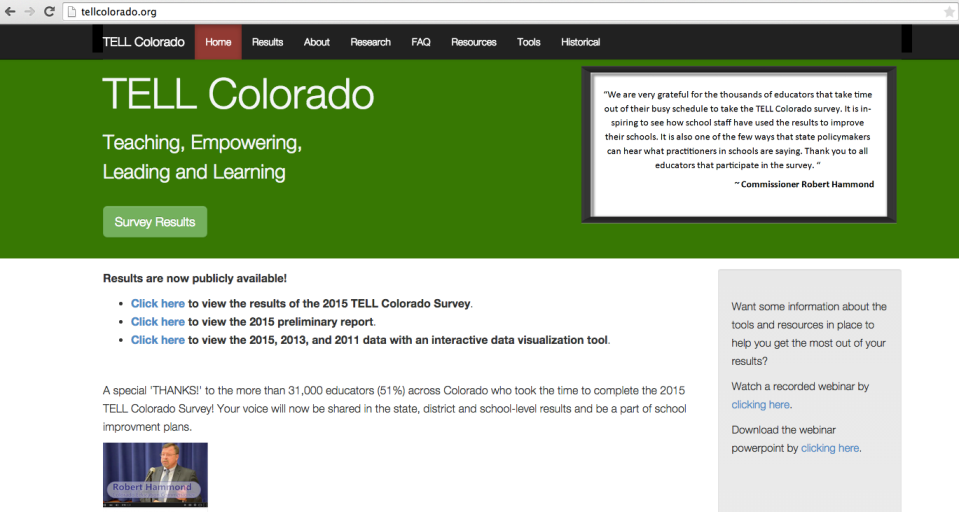 tellcolorado.org
TELL Colorado Home Results About Research FAQ Resources Tools Historical
TELL Colorado
Teaching, Empowering,
Leading and Learning
Survey Results
"We are very grateful for the thousands of educators that take time
out of their busy schedule to take the TELL Colorado survey. It is in-
spiring to see how school staff have used the results to improve
their schools. It is also one of the few ways that state policymakers
can hear what practitioners in schools are saying. Thank you to all
educators that participate in the survey. "
~ Commissioner Robert Hammond
Results are now publicly available!
• Click here to view the results of the 2015 TELL Colorado Survey.
• Click here to view the 2015 preliminary report.
• Click here to view the 2015, 2013, and 2011 data with an interactive data visualization tool.
A special 'THANKS!' to the more than 31,000 educators (51%) across Colorado who took the time to complete the 2015
TELL Colorado Survey! Your voice will now be shared in the state, district and school-level results and be a part of school
improvment plans.
Robert Hammond
Want some information about the
tools and resources in place to
help you get the most out of your
results?
Watch a recorded webinar by
clicking here.
Download the webinar
powerpoint by clicking here.